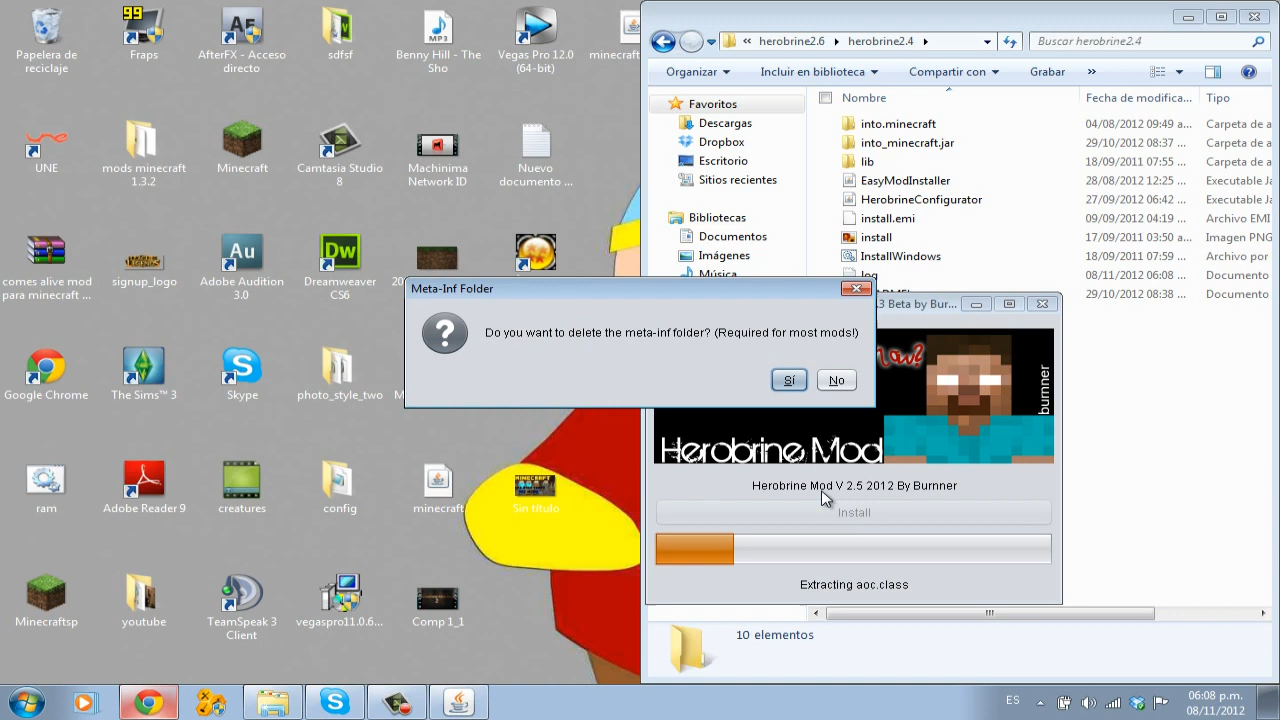 Papelera de
reciclaje
99
Fraps
AfterFX - Acceso
directo
sdfsf
Benny Hill - The
Sho
Vegas Pro 12.0
(64-bit)
minecraft
UNE
mods minecraft
1.3.2
Minecraft
Camtasia Studio
8
Machinima
Network ID
Nuevo
documento ...
comes alive mod
para minecraft ...
signup_logo
Au
Adobe Audition
3.0
Dw
Dreamweaver
CS6
Google Chrome
The Sims™ 3
Skype
photo_style_two
ram
Adobe Reader 9
creatures
config
minecraft
MINECRAFT
Sin título
Minecraftsp
youtube
TeamSpeak 3
Client
vegaspro11.0.6...
Comp 1_1
herobrine2.6
herobrine2.4
Buscar herobrine2.4
Organizar
Incluir en biblioteca
Compartir con
Grabar
»
Favoritos
Descargas
Dropbox
Escritorio
Sitios recientes
Bibliotecas
Documentos
Imágenes
Música
Nombre
Fecha de modifica...
Tipo
into.minecraft
04/08/2012 09:49 a...
Carpeta de a
into_minecraft.jar
29/10/2012 08:37 ...
Carpeta de a
lib
18/09/2011 07:55 ...
Carpeta de a
EasyModInstaller
28/08/2012 12:25 ...
Executable Ja
HerobrineConfigurator
27/09/2012 06:42 ...
Executable Ja
install.emi
09/09/2012 04:19 ...
Archivo EMI
install
17/09/2011 03:50 a...
Imagen PNG
InstallWindows
18/09/2011 07:58 ...
Archivo por
log
08/11/2012 06:08 ...
Documento
29/10/2012 08:38 ...
Documento
Meta-Inf Folder
Do you want to delete the meta-inf folder? (Required for most mods!)
Sí
No
3 Beta by Bur...
burnner
Herobrine Mod
Herobrine Mod V 2.5 2012 By Burnner
Install
Extracting aoc.class
10 elementos
ES
06:08 p.m.
08/11/2012